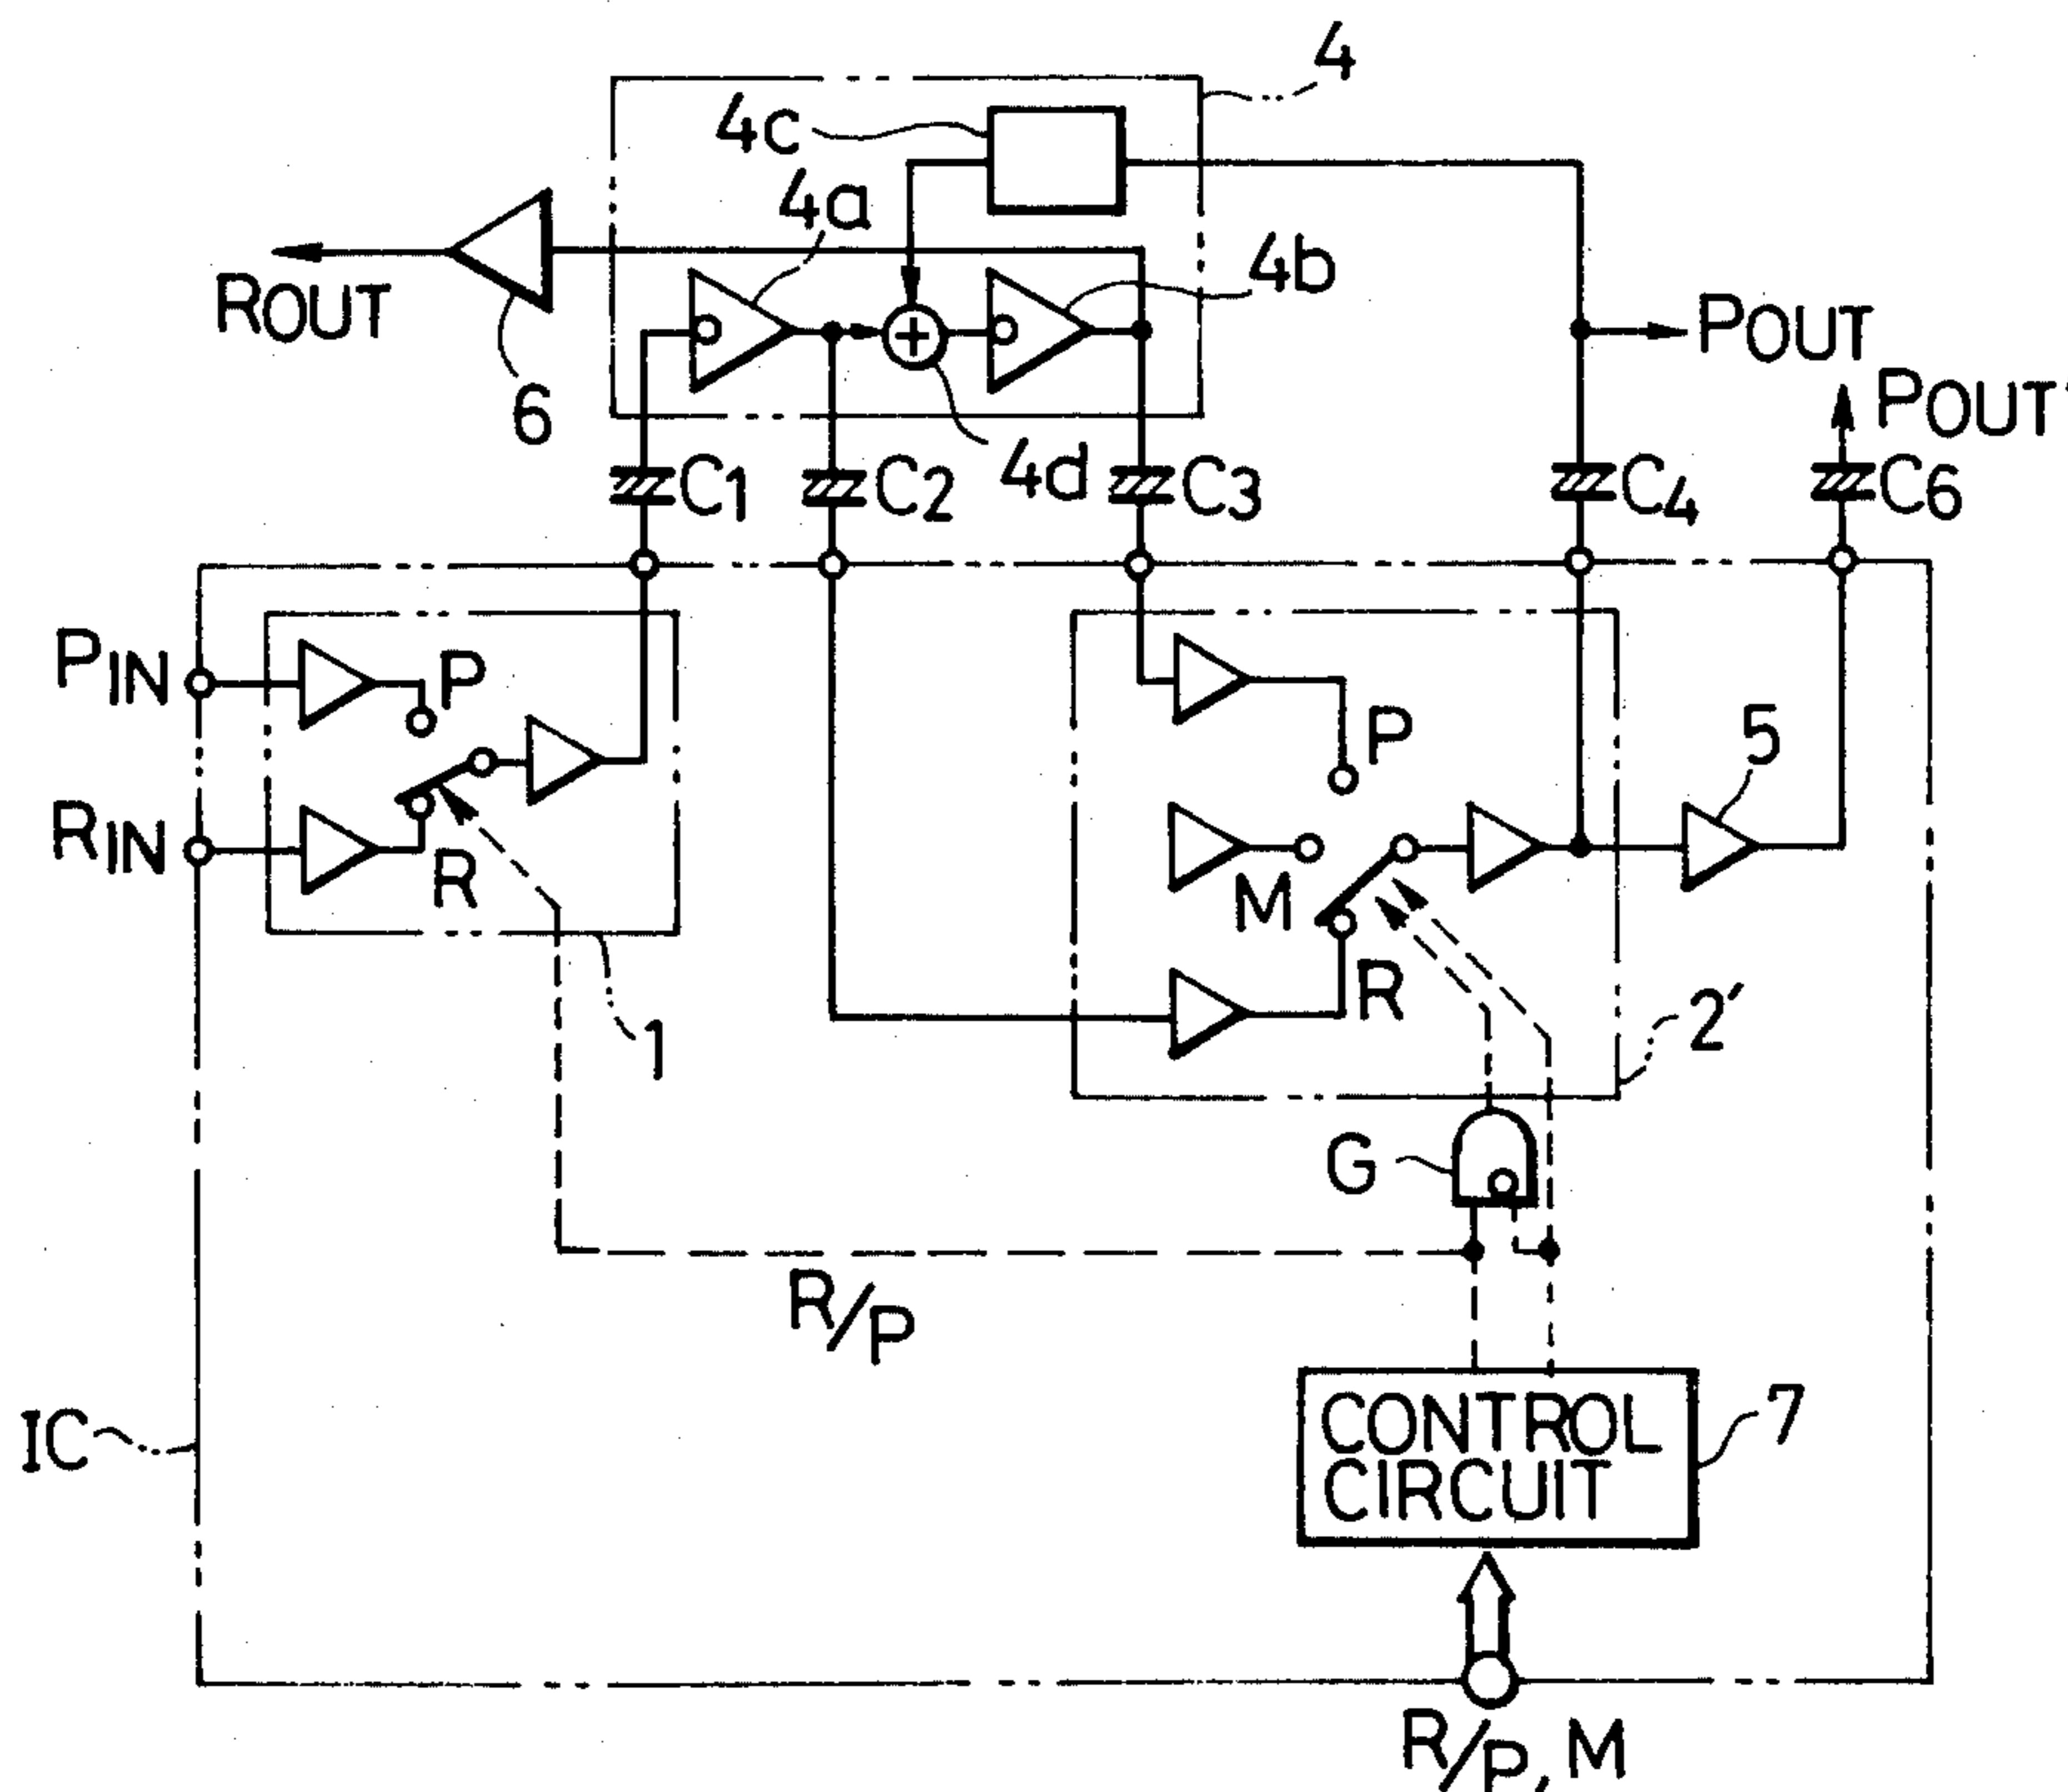 4
4c
4a
4b
ROUT
6
4d
POUT
POUT'
C1
C2
C3
C4
C6
PIN
P
RIN
R
1
P
M
R
5
2'
G
R/P
IC
CONTROL
CIRCUIT
7
R/P, M